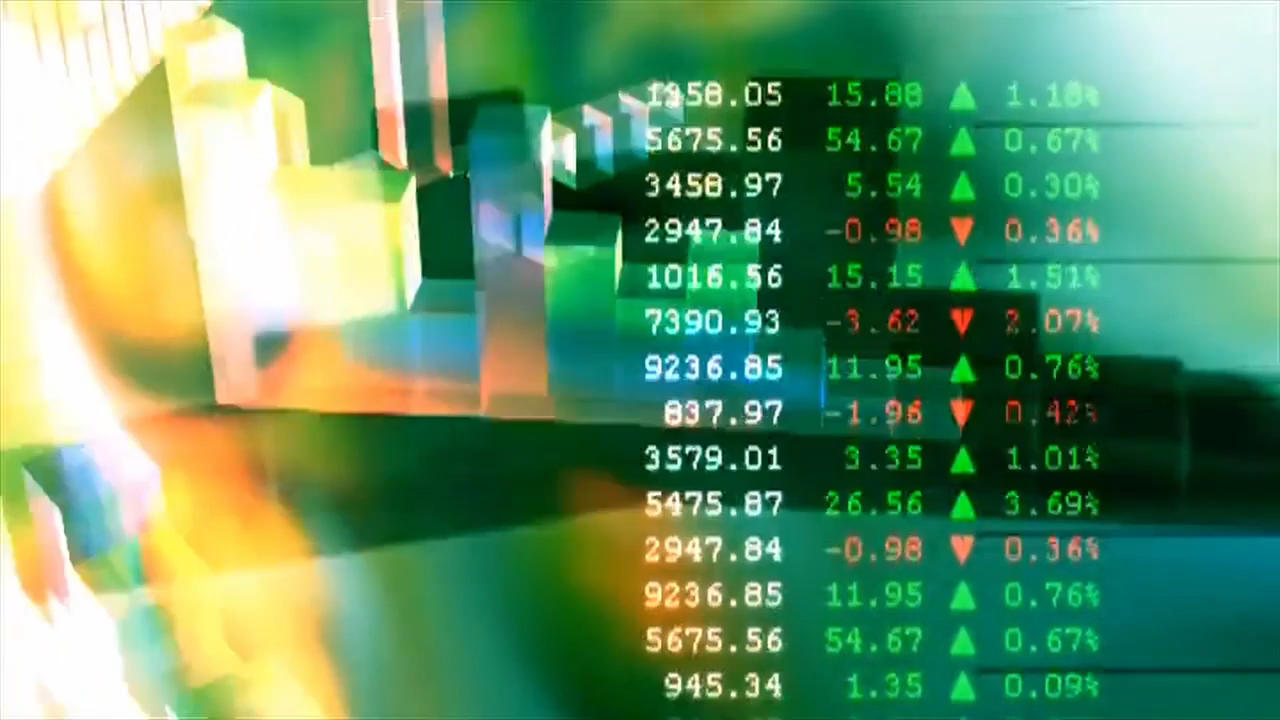 1358.05 15.88 ▲ 1.18%
5675.56 54.67 ▲ 0.67%
3458.97 5.54 ▲ 0.30%
2947.84 -0.98 ▼ 0.36%
1016.56 15.15 ▲ 1.51%
7390.93 -3.62 ▼ 2.07%
9236.85 11.95 ▲ 0.76%
837.97 -1.96 ▼ 0.42%
3579.01 3.35 ▲ 1.01%
5475.87 26.56 ▲ 3.69%
2947.84 -0.98 ▼ 0.36%
9236.85 11.95 ▲ 0.76%
5675.56 54.67 ▲ 0.67%
945.34 1.35 ▲ 0.09%